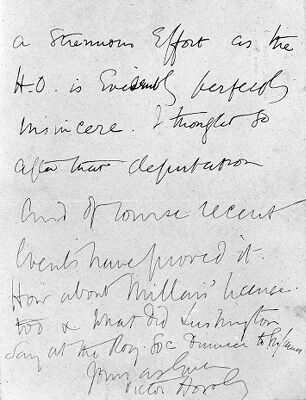 a strenuous Effort as the
H.O. is Evidently perfectly
insincere. I thought so
after that deputation
And of course recent
Events have proved it.
How about Millais' licence
too & What did Lushington
Say at the Roy. Soc Dinner to
Yours as Ever
Victor Horsley